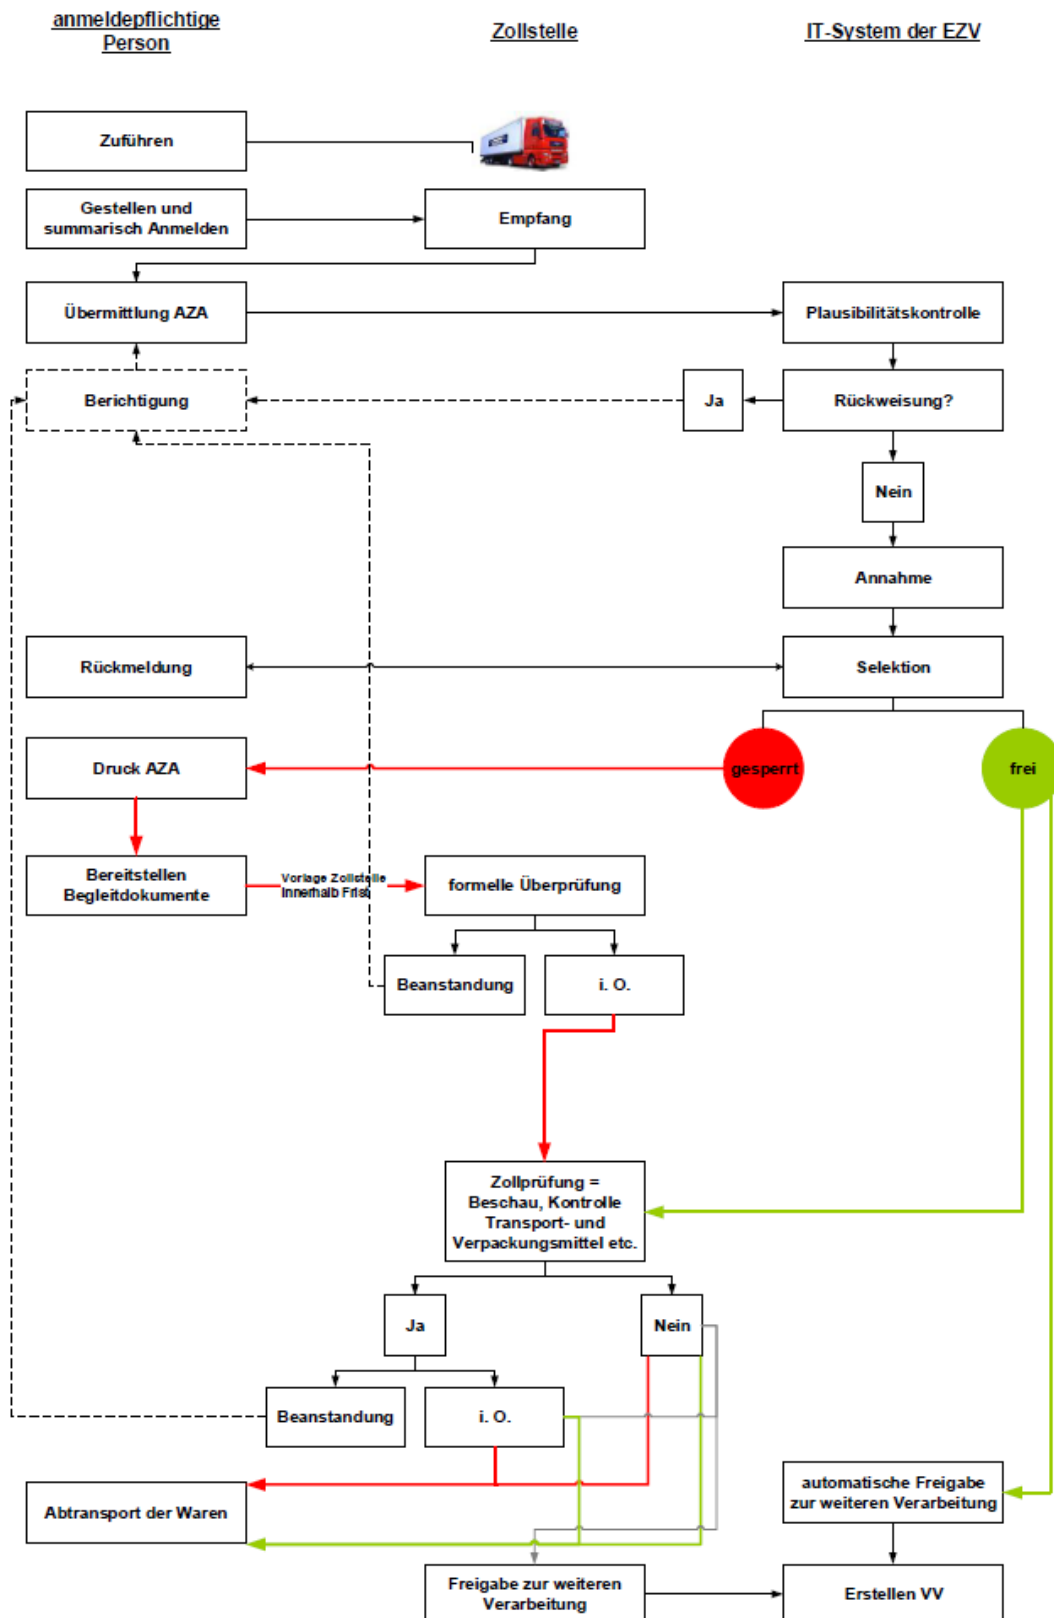 anmeldepflichtige
Person
Zollstelle
IT-System der EZV
Zuführen
Gestellen und
summarisch Anmelden
Empfang
Übermittlung AZA
Plausibilitätskontrolle
Berichtigung
Ja
Rückweisung?
Nein
Annahme
Rückmeldung
Selektion
Druck AZA
gesperrt
frei
Bereitstellen
Begleitdokumente
Vorlage Zollstelle
Innerhalb Frist
formelle Überprüfung
Beanstandung
i. O.
Zollprüfung =
Beschau, Kontrolle
Transport- und
Verpackungsmittel etc.
Ja
Nein
Beanstandung
i. O.
Abtransport der Waren
automatische Freigabe
zur weiteren Verarbeitung
Freigabe zur weiteren
Verarbeitung
Erstellen VV